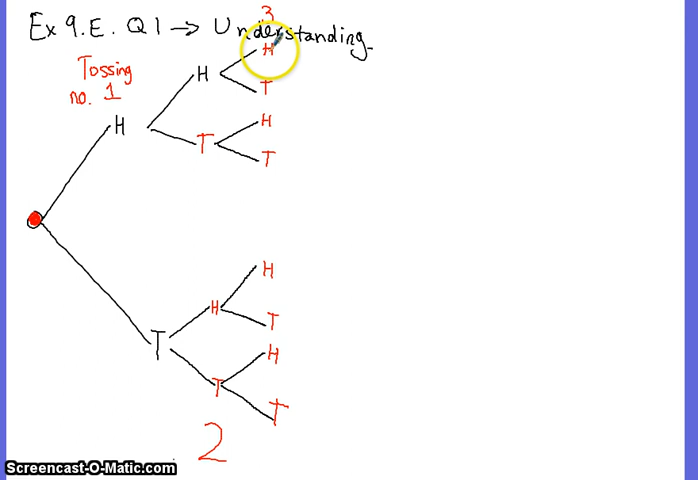 Ex 9.E. Q1 → Understanding.
3
Tossing
no. 1
H
H
H
T
T
H
T
T
H
H
T
T
H
T
2
Screencast-O-Matic.com